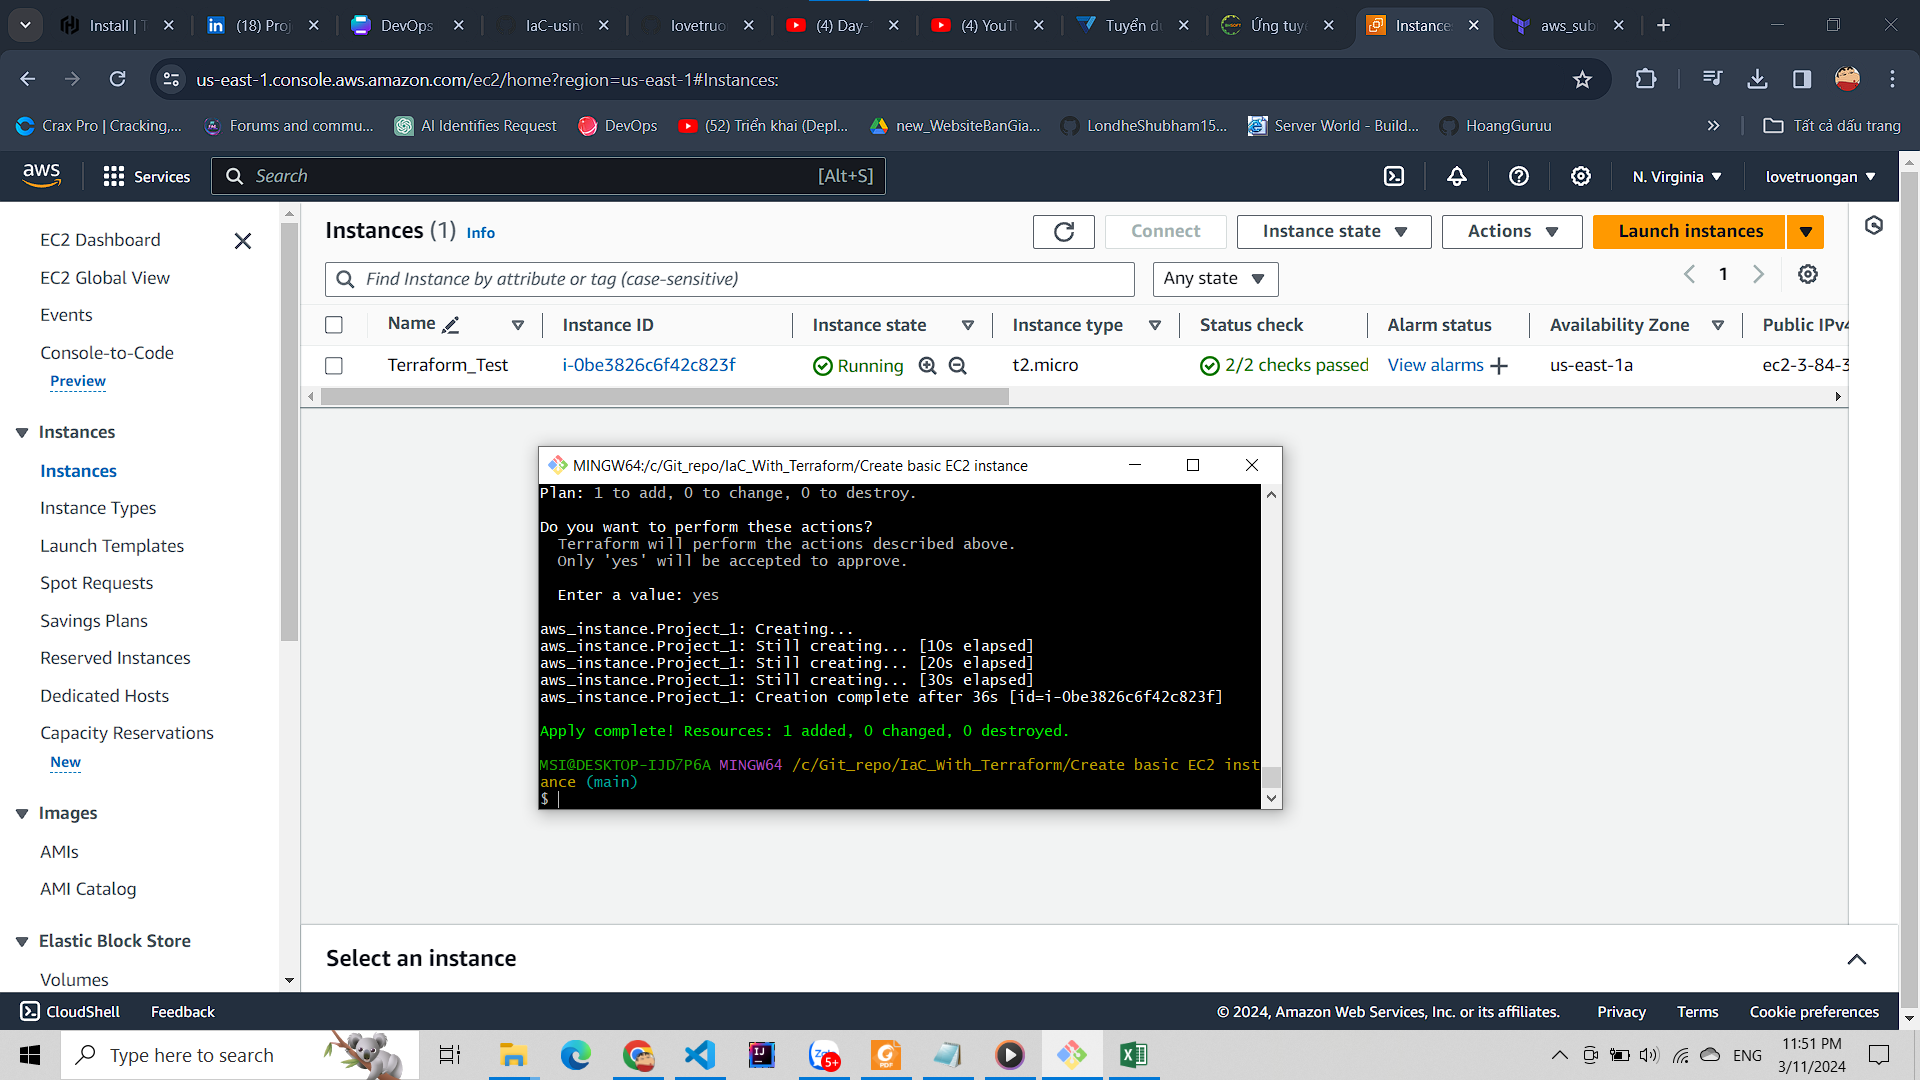 Install | T
(18) Proj
DevOps
IaC-usin
lovetruo
(4) Day-
(4) YouTu
Tuyển d
Ứng tuy
Instance
aws_sub
us-east-1.console.aws.amazon.com/ec2/home?region=us-east-1#Instances:
Crax Pro | Cracking,...
Forums and commu...
AI Identifies Request
DevOps
(52) Triển khai (Depl...
new_WebsiteBanGia...
LondheShubham15...
Server World - Build...
HoangGuruu
»
Tất cả dấu trang
aws
Services
Search
[Alt+S]
N. Virginia
lovetruongan
EC2 Dashboard
EC2 Global View
Events
Console-to-Code
Preview
Instances
Instances
Instance Types
Launch Templates
Spot Requests
Savings Plans
Reserved Instances
Dedicated Hosts
Capacity Reservations
New
Images
AMIs
AMI Catalog
Elastic Block Store
Volumes
Instances (1) Info
Connect
Instance state
Actions
Launch instances
Find Instance by attribute or tag (case-sensitive)
Any state
1
Name
Instance ID
Instance state
Instance type
Status check
Alarm status
Availability Zone
Public IPv4
Terraform_Test
i-0be3826c6f42c823f
Running
t2.micro
2/2 checks passed
View alarms
us-east-1a
ec2-3-84-3
MINGW64:/c/Git_repo/IaC_With_Terraform/Create basic EC2 instance
Plan: 1 to add, 0 to change, 0 to destroy.
Do you want to perform these actions?
Terraform will perform the actions described above.
Only 'yes' will be accepted to approve.
Enter a value: yes
aws_instance.Project_1: Creating...
aws_instance.Project_1: Still creating... [10s elapsed]
aws_instance.Project_1: Still creating... [20s elapsed]
aws_instance.Project_1: Still creating... [30s elapsed]
aws_instance.Project_1: Creation complete after 36s [id=i-0be3826c6f42c823f]
Apply complete! Resources: 1 added, 0 changed, 0 destroyed.
MSI@DESKTOP-IJD7P6A MINGW64 /c/Git_repo/IaC_With_Terraform/Create basic EC2 inst
ance (main)
$
Select an instance
CloudShell
Feedback
© 2024, Amazon Web Services, Inc. or its affiliates.
Privacy
Terms
Cookie preferences
Type here to search
5+
ENG
11:51 PM
3/11/2024